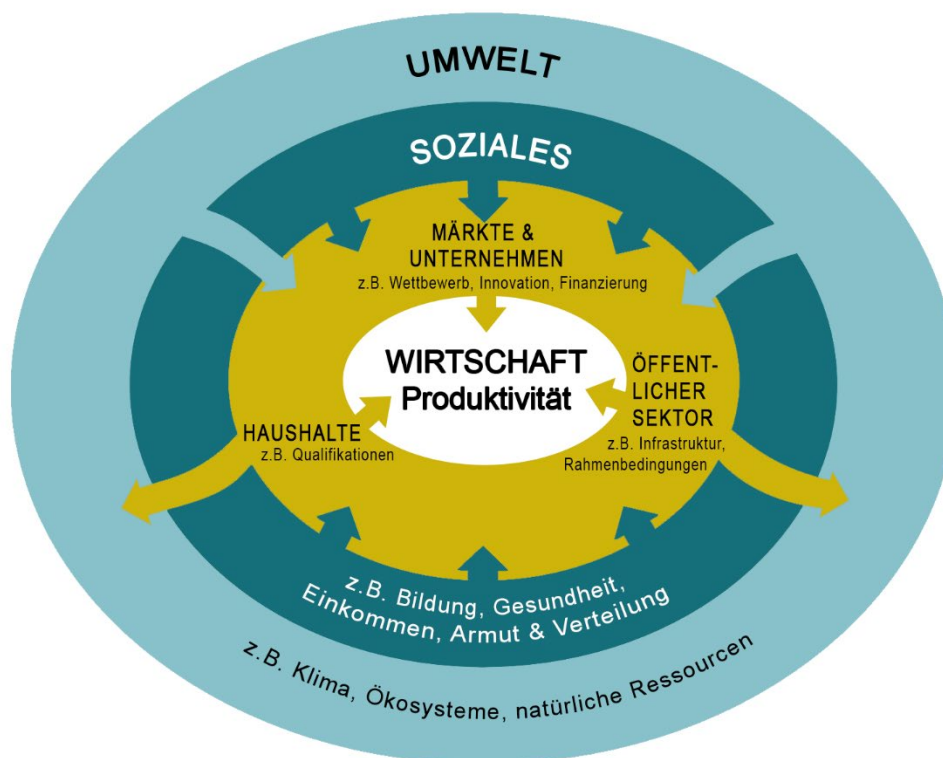 UMWELT
SOZIALES
MÄRKTE &
UNTERNEHMEN
z.B. Wettbewerb, Innovation, Finanzierung
WIRTSCHAFT
Produktivität
ÖFFENT-
LICHER
SEKTOR
z.B. Infrastruktur,
Rahmenbedingungen
HAUSHALTE
z.B. Qualifikationen
z.B. Bildung, Gesundheit,
Einkommen, Armut & Verteilung
z.B. Klima, Ökosysteme, natürliche Ressourcen